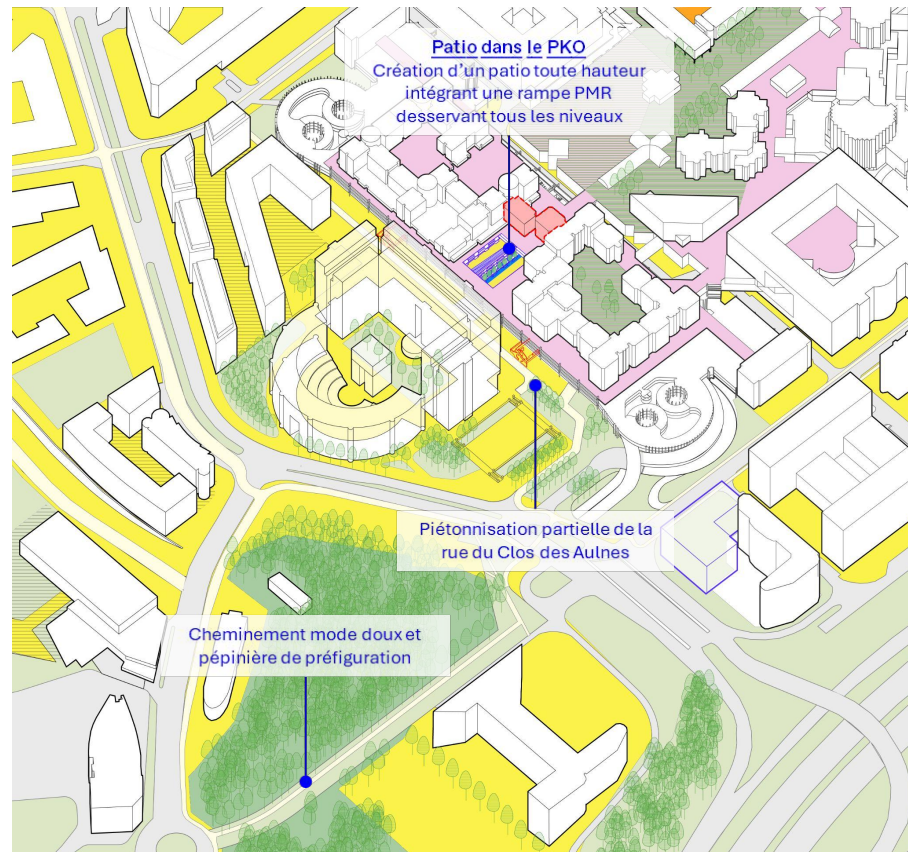 Patio dans le PKO
Création d'un patio toute hauteur
intégrant une rampe PMR
desservant tous les niveaux
Piétonnisation partielle de la
rue du Clos des Aulnes
Cheminement mode doux et
pépinière de préfiguration